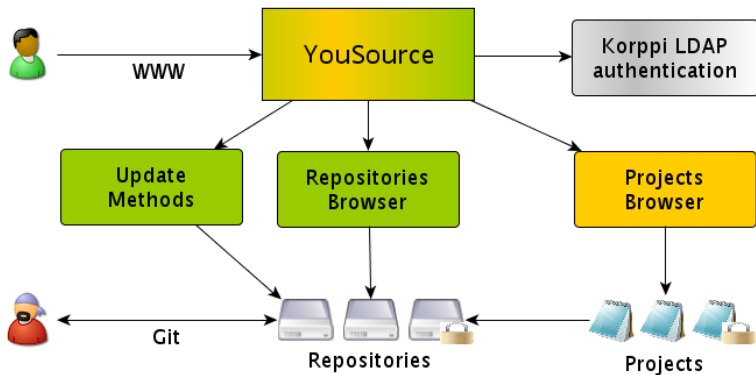 YouSource
Korppi LDAP
authentication
WWW
Update
Methods
Repositories
Browser
Projects
Browser
Git
Repositories
Projects